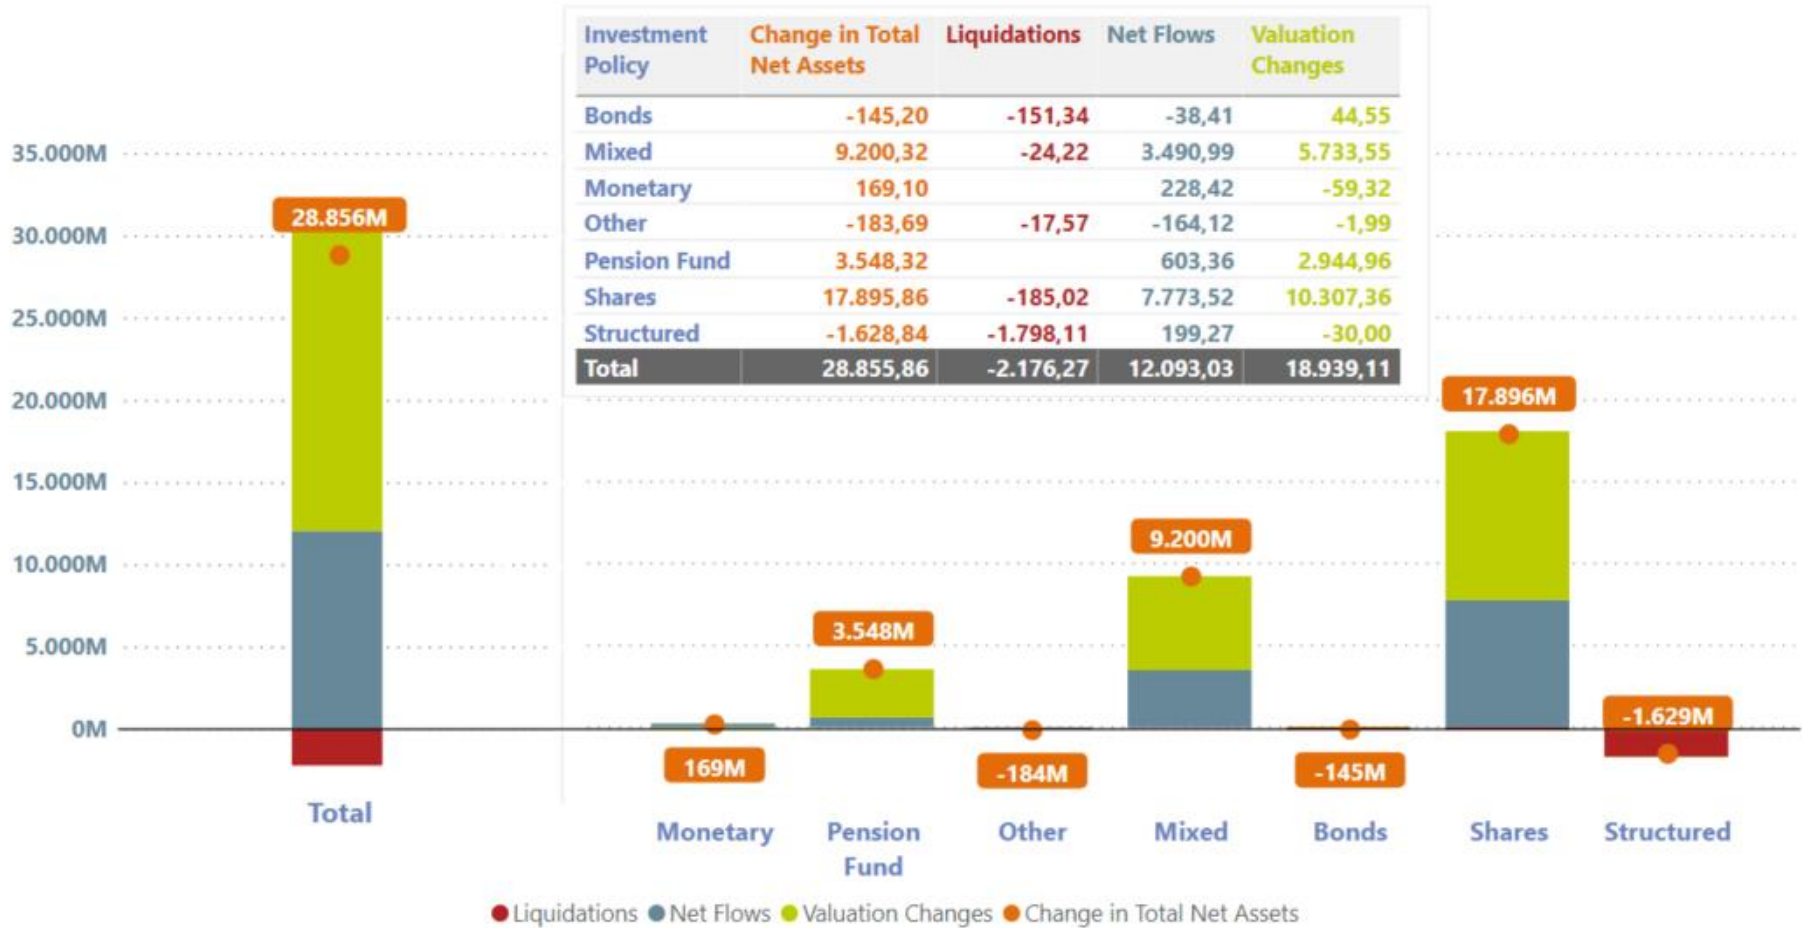 Investment Policy Change in Total Net Assets Liquidations Net Flows Valuation Changes
Bonds -145,20 -151,34 -38,41 44,55
Mixed 9.200,32 -24,22 3.490,99 5.733,55
Monetary 169,10 228,42 -59,32
Other -183,69 -17,57 -164,12 -1,99
Pension Fund 3.548,32 603,36 2.944,96
Shares 17.895,86 -185,02 7.773,52 10.307,36
Structured -1.628,84 -1.798,11 199,27 -30,00
Total 28.855,86 -2.176,27 12.093,03 18.939,11
35.000M
30.000M
25.000M
20.000M
15.000M
10.000M
5.000M
0M
28.856M
169M
3.548M
-184M
9.200M
-145M
17.896M
-1.629M
Total
Monetary
Pension
Fund
Other
Mixed
Bonds
Shares
Structured
Liquidations Net Flows Valuation Changes Change in Total Net Assets